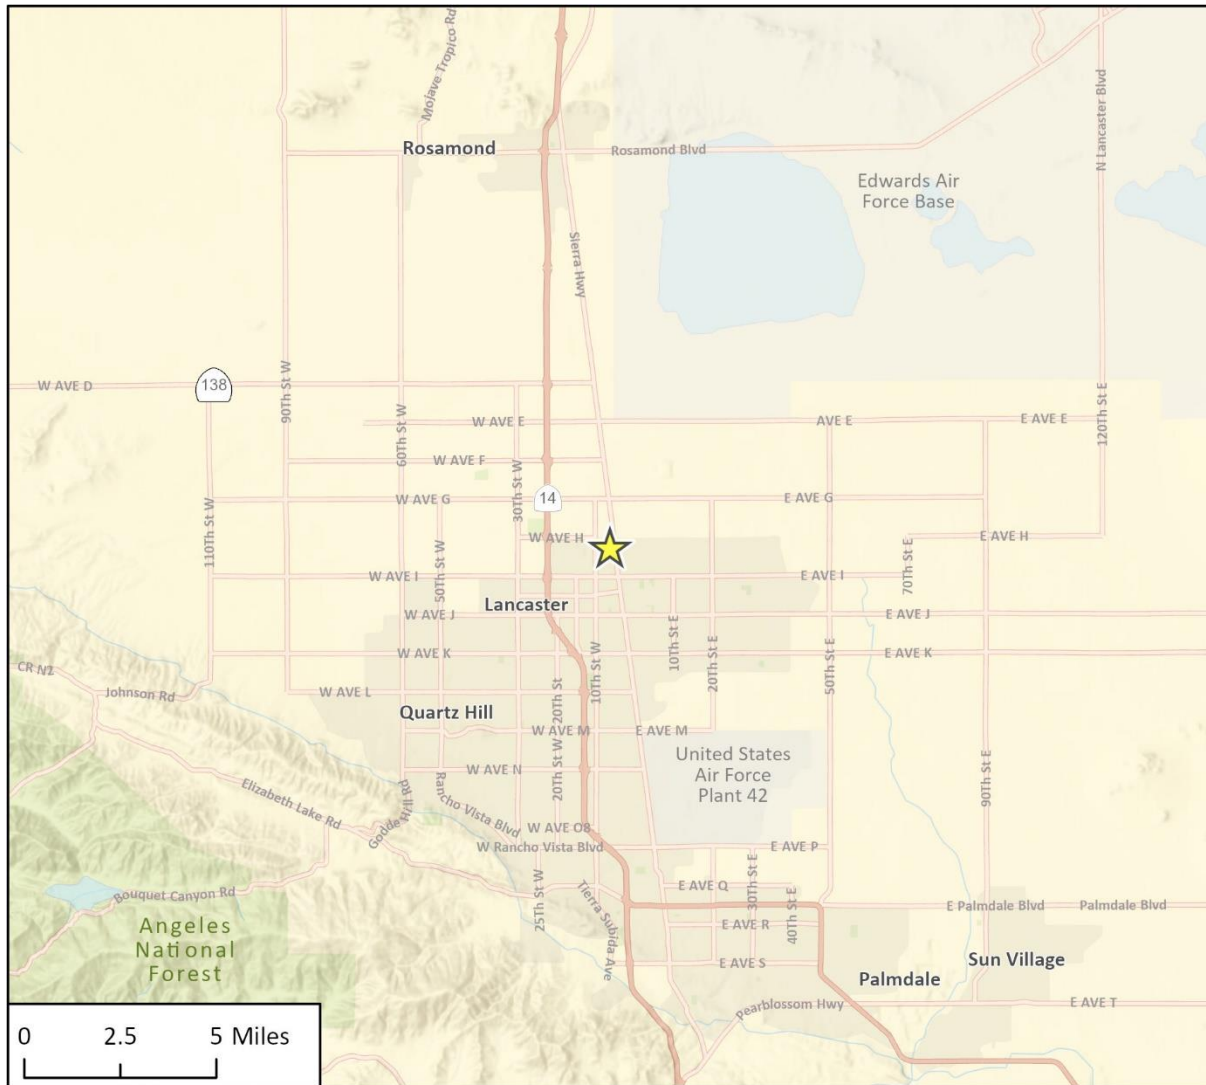 Mojave Tropico Rd
N Lancaster Blvd
Rosamond
Rosamond Blvd
Edwards Air
Force Base
Sierra Hwy
W AVE D
138
90Th St W
60Th St W
W AVE E
AVE E
E AVE E
120Th St E
W AVE F
30Th St W
W AVE G
14
E AVE G
110Th St W
50Th St W
W AVE H
E AVE H
70Th St E
W AVE I
E AVE I
Lancaster
W AVE J
E AVE J
10Th St E
20Th St E
50Th St E
W AVE K
E AVE K
CR N2
Johnson Rd
W AVE L
20Th St
10Th St W
Quartz Hill
W AVE M
E AVE M
United States
Air Force
Plant 42
W AVE N
20Th St W
90Th St E
Elizabeth Lake Rd
Godde Hill Rd
Rancho Vista Blvd
W AVE O8
W Rancho Vista Blvd
E AVE P
Bouquet Canyon Rd
25Th St W
Tierra Subida Ave
E AVE Q
30Th St E
40Th St E
E Palmdale Blvd
Palmdale Blvd
Angeles
National
Forest
E AVE R
E AVE S
Sun Village
Palmdale
Pearblossom Hwy
E AVE T
0 2.5 5 Miles